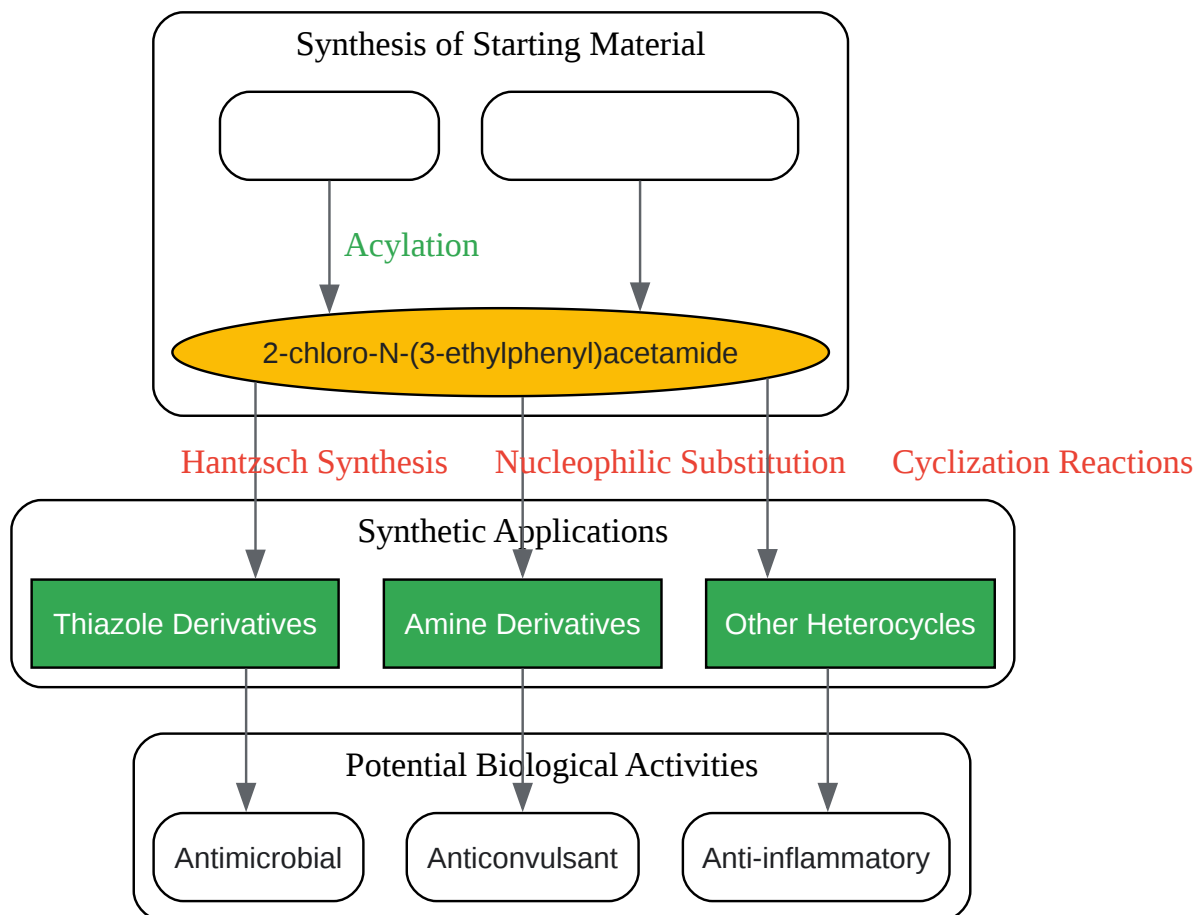 Synthesis of Starting Material
Acylation
2-chloro-N-(3-ethylphenyl)acetamide
Hantzsch Synthesis
Nucleophilic Substitution
Cyclization Reactions
Synthetic Applications
Thiazole Derivatives
Amine Derivatives
Other Heterocycles
Potential Biological Activities
Antimicrobial
Anticonvulsant
Anti-inflammatory